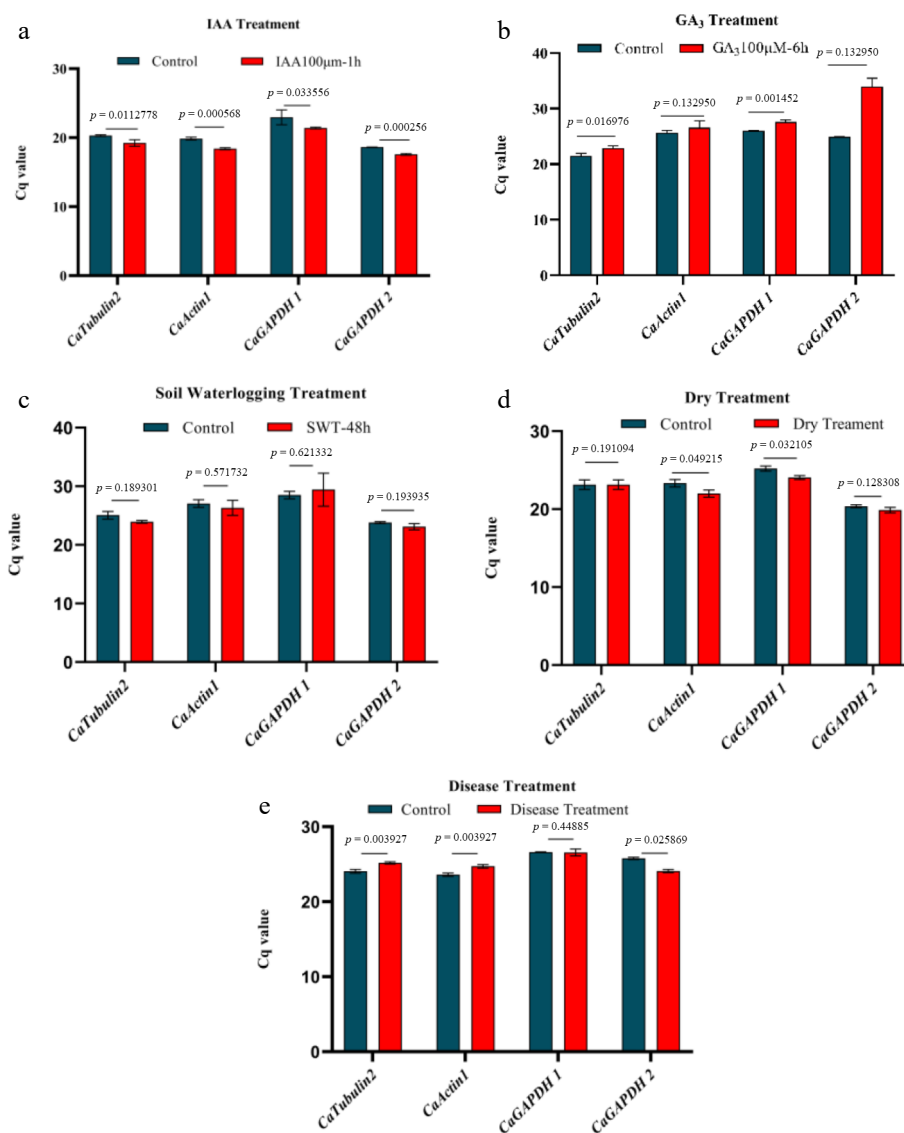 a
IAA Treatment
Control
IAA100μm-1h
30
20
10
0
Cq value
p = 0.0112778
p = 0.000568
p = 0.033556
p = 0.000256
CaTubulin2
CaActin1
CaGAPDH 1
CaGAPDH 2
b
GA3 Treatment
Control
GA3100μM-6h
40
30
20
10
0
Cq value
p = 0.016976
p = 0.132950
p = 0.001452
p = 0.132950
CaTubulin2
CaActin1
CaGAPDH 1
CaGAPDH 2
c
Soil Waterlogging Treatment
Control
SWT-48h
40
30
20
10
0
Cq value
p = 0.189301
p = 0.571732
p = 0.621332
p = 0.193935
CaTubulin2
CaActin1
CaGAPDH 1
CaGAPDH 2
d
Dry Treatment
Control
Dry Treament
30
20
10
0
Cq value
p = 0.191094
p = 0.049215
p = 0.032105
p = 0.128308
CaTubulin2
CaActin1
CaGAPDH 1
CaGAPDH 2
e
Disease Treatment
Control
Disease Treatment
30
20
10
0
Cq value
p = 0.003927
p = 0.003927
p = 0.44885
p = 0.025869
CaTubulin2
CaActin1
CaGAPDH 1
CaGAPDH 2